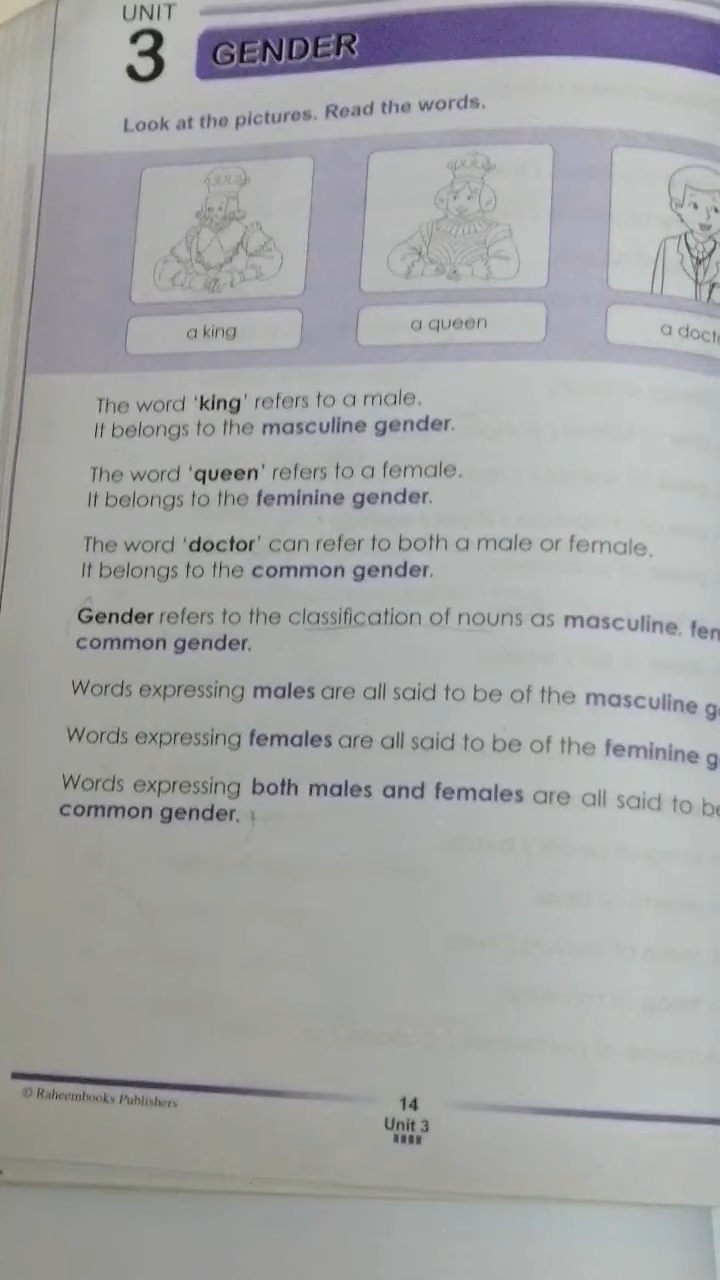 UNIT
3
GENDER
Look at the pictures. Read the words.
a king
a queen
a doct
The word 'king' refers to a male.
It belongs to the masculine gender.
The word 'queen' refers to a female.
It belongs to the feminine gender.
The word 'doctor' can refer to both a male or female.
It belongs to the common gender.
Gender refers to the classification of nouns as masculine, fem
common gender.
Words expressing males are all said to be of the masculine g
Words expressing females are all said to be of the feminine g
Words expressing both males and females are all said to be
common gender.
© Raheembooks Publishers
14
Unit 3